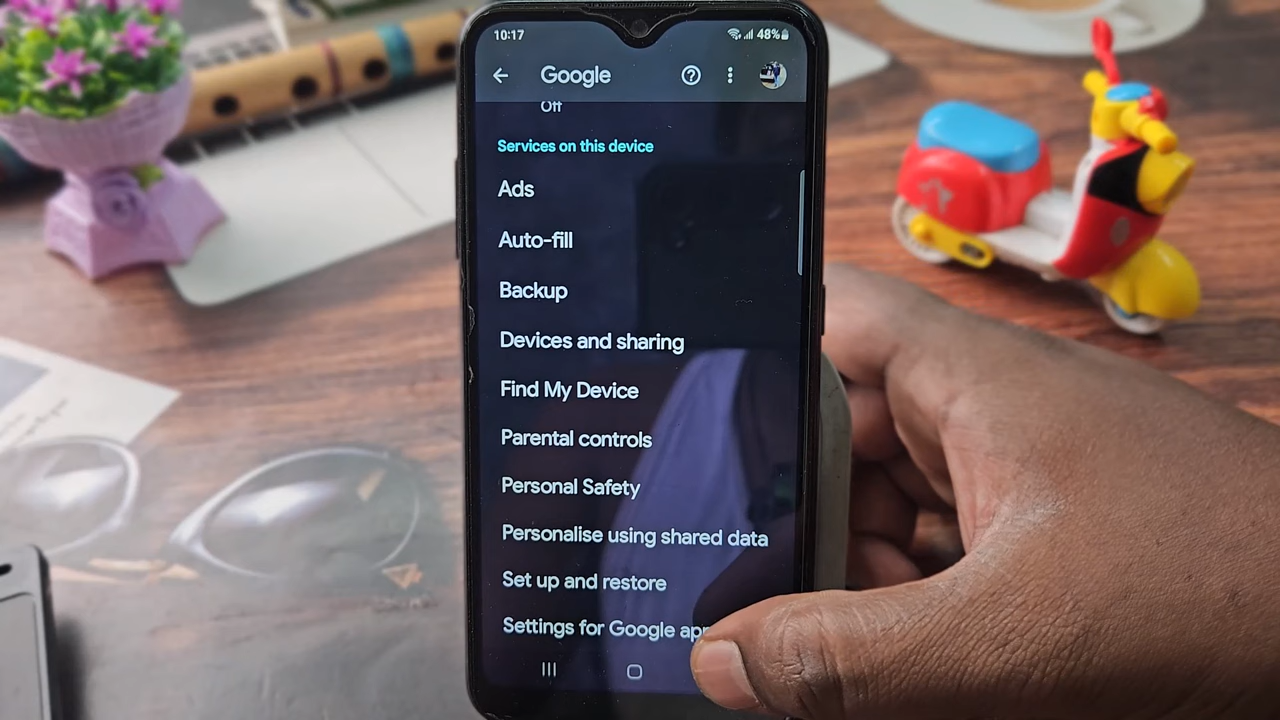 10:17
48%
Google
Off
Services on this device
Ads
Auto-fill
Backup
Devices and sharing
Find My Device
Parental controls
Personal Safety
Personalise using shared data
Set up and restore
Settings for Google